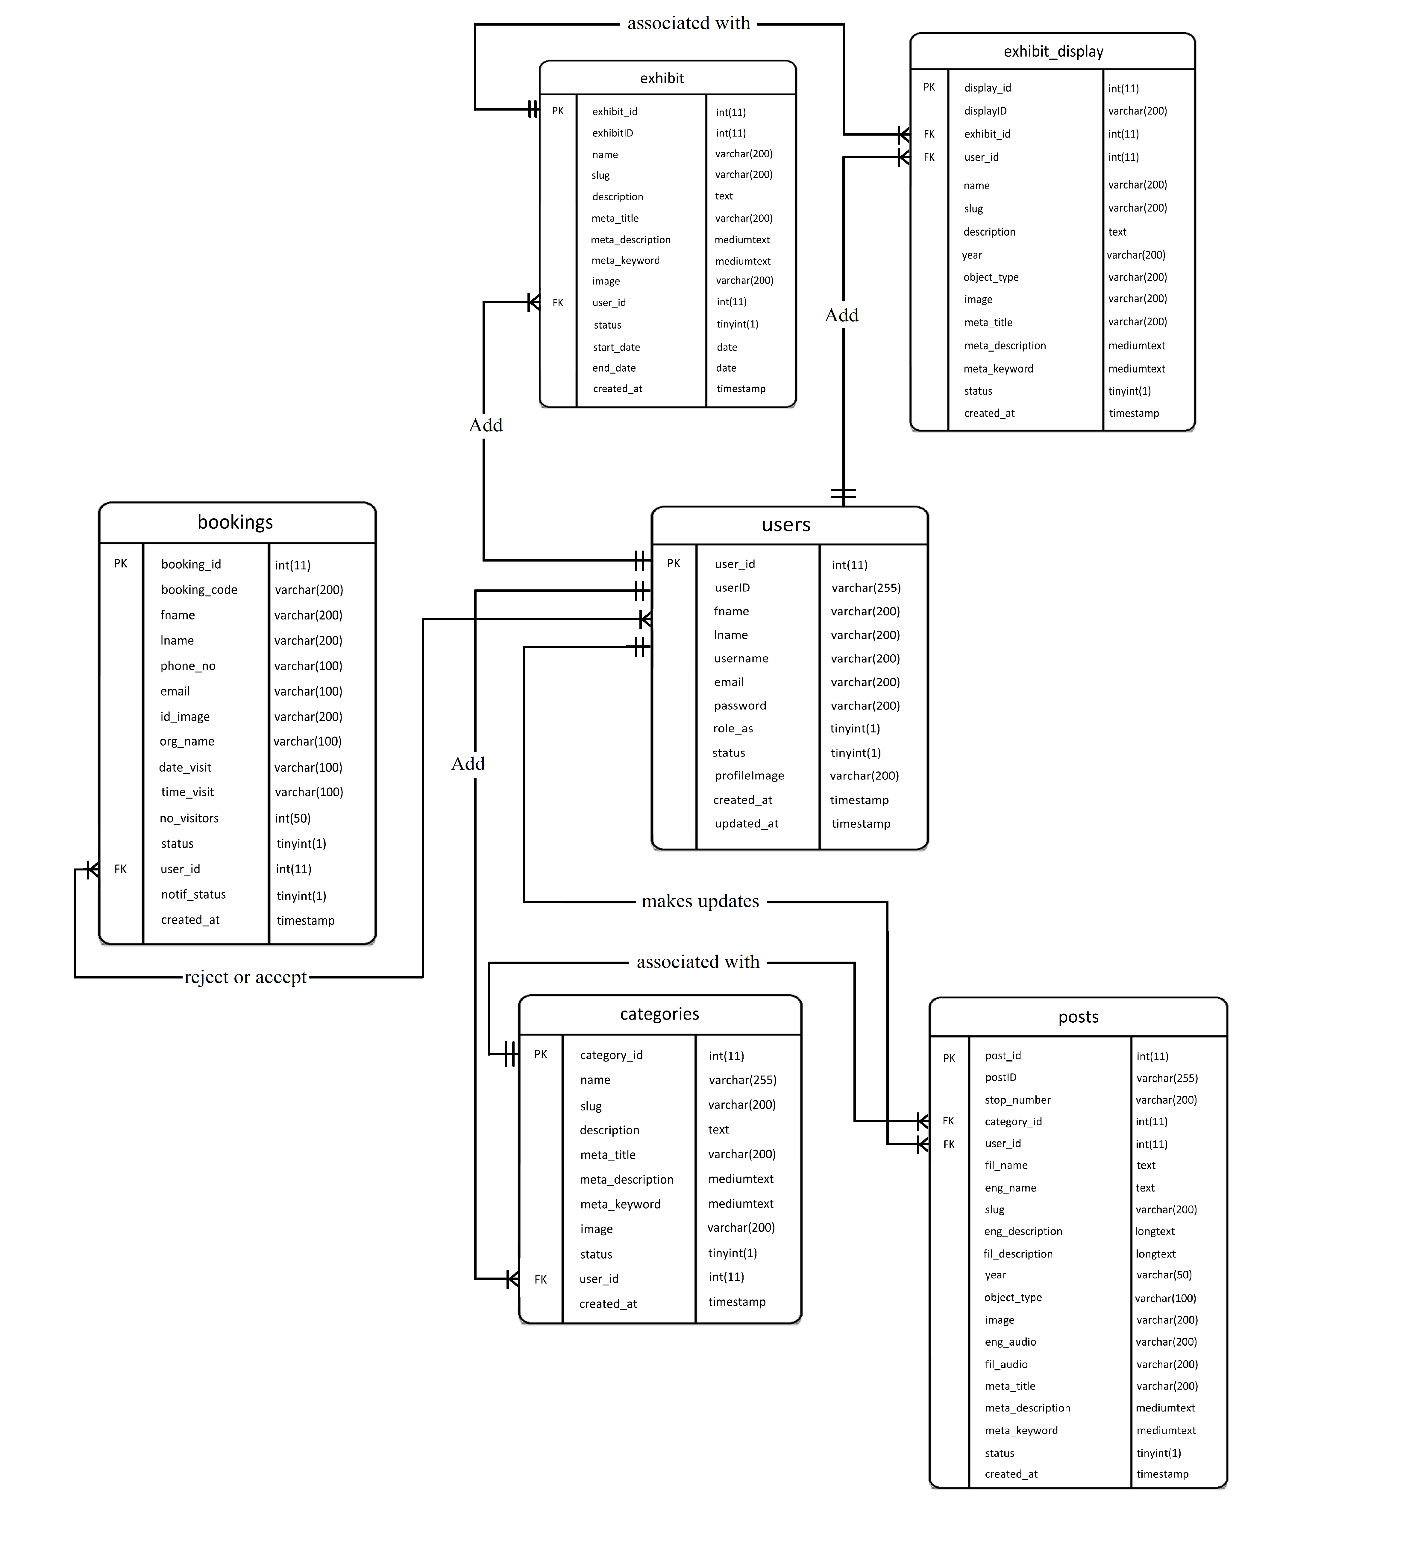 associated with
exhibit
PK exhibit_id int(11)
exhibitID int(11)
name varchar(200)
slug varchar(200)
description text
meta_title varchar(200)
meta_description mediumtext
meta_keyword mediumtext
image varchar(200)
FK user_id int(11)
status tinyint(1)
start_date date
end_date date
created_at timestamp
exhibit_display
PK display_id int(11)
displayID varchar(200)
FK exhibit_id int(11)
FK user_id int(11)
name varchar(200)
slug varchar(200)
description text
year varchar(200)
object_type varchar(200)
image varchar(200)
meta_title varchar(200)
meta_description mediumtext
meta_keyword mediumtext
status tinyint(1)
created_at timestamp
Add
Add
bookings
PK booking_id int(11)
booking_code varchar(200)
fname varchar(200)
lname varchar(200)
phone_no varchar(100)
email varchar(100)
id_image varchar(200)
org_name varchar(100)
date_visit varchar(100)
time_visit varchar(100)
no_visitors int(50)
status tinyint(1)
FK user_id int(11)
notif_status tinyint(1)
created_at timestamp
reject or accept
users
PK user_id int(11)
userID varchar(255)
fname varchar(200)
lname varchar(200)
username varchar(200)
email varchar(200)
password varchar(200)
role_as tinyint(1)
status tinyint(1)
profileImage varchar(200)
created_at timestamp
updated_at timestamp
Add
makes updates
associated with
categories
PK category_id int(11)
name varchar(255)
slug varchar(200)
description text
meta_title varchar(200)
meta_description mediumtext
meta_keyword mediumtext
image varchar(200)
status tinyint(1)
FK user_id int(11)
created_at timestamp
posts
PK post_id int(11)
postID varchar(255)
stop_number varchar(200)
FK category_id int(11)
FK user_id int(11)
fil_name text
eng_name text
slug varchar(200)
eng_description longtext
fil_description longtext
year varchar(50)
object_type varchar(100)
image varchar(200)
eng_audio varchar(200)
fil_audio varchar(200)
meta_title varchar(200)
meta_description mediumtext
meta_keyword mediumtext
status tinyint(1)
created_at timestamp